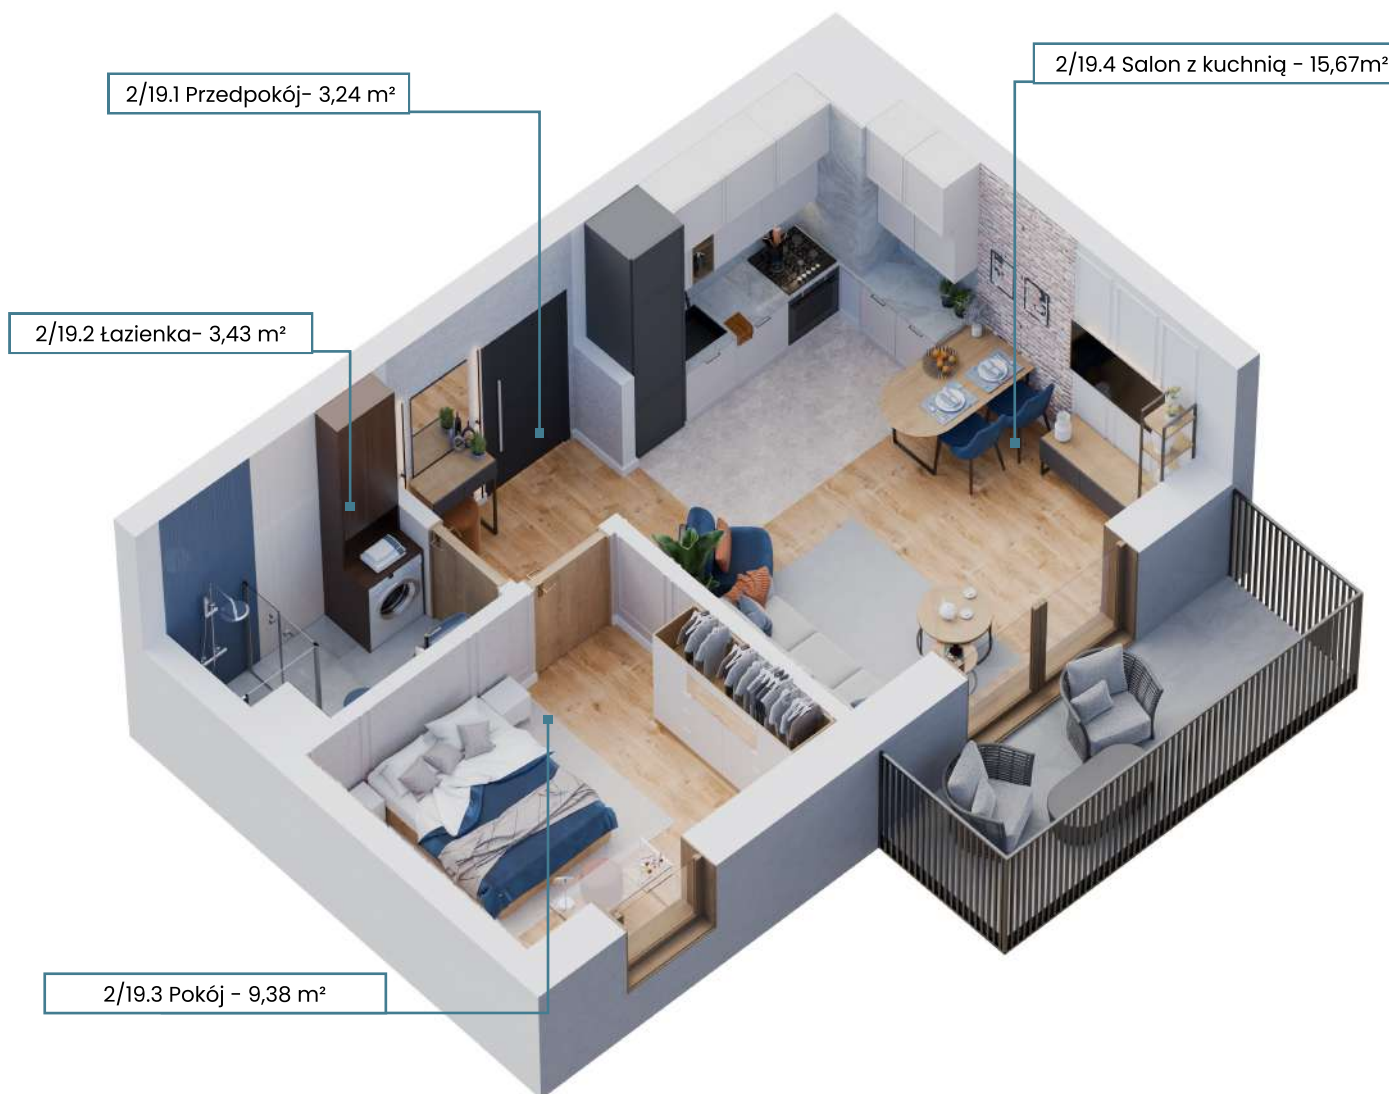 2/19.1 Przedpokój- 3,24 m²
2/19.4 Salon z kuchnią - 15,67m²
2/19.2 Łazienka- 3,43 m²
2/19.3 Pokój - 9,38 m²